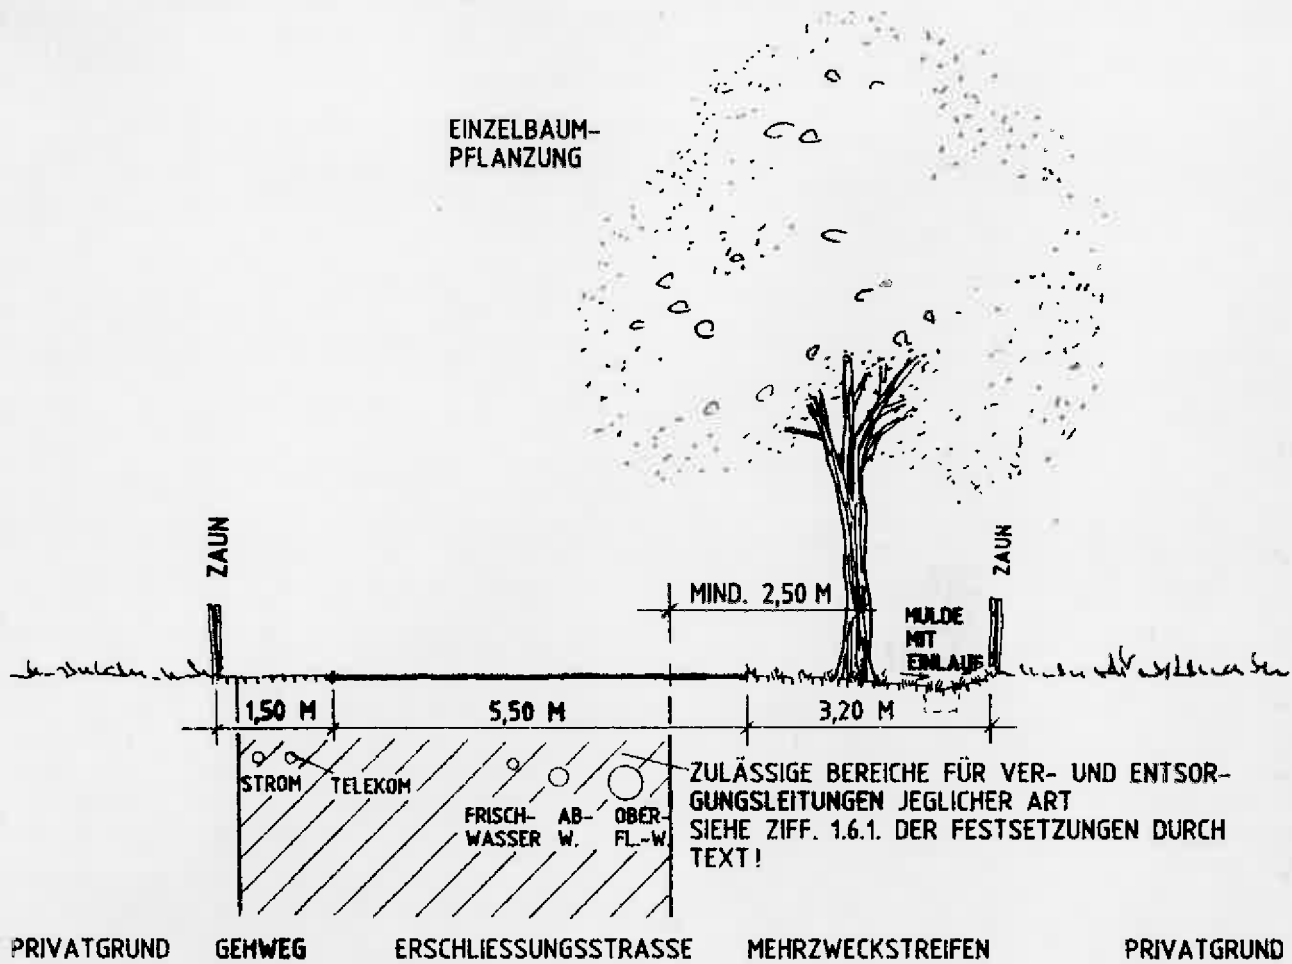 EINZELBAUM-
PFLANZUNG
ZAUN
ZAUN
MIND. 2,50 M
MULDE
MIT
EINLAUF
1,50 M
5,50 M
3,20 M
STROM
TELEKOM
FRISCH-
WASSER
AB-
W.
OBER-
FL.-W.
ZULÄSSIGE BEREICHE FÜR VER- UND ENTSOR-
GUNGSLEITUNGEN JEGLICHER ART
SIEHE ZIFF. 1.6.1. DER FESTSETZUNGEN DURCH
TEXT!
PRIVATGRUND
GEHWEG
ERSCHLIESSUNGSSTRASSE
MEHRZWECKSTREIFEN
PRIVATGRUND